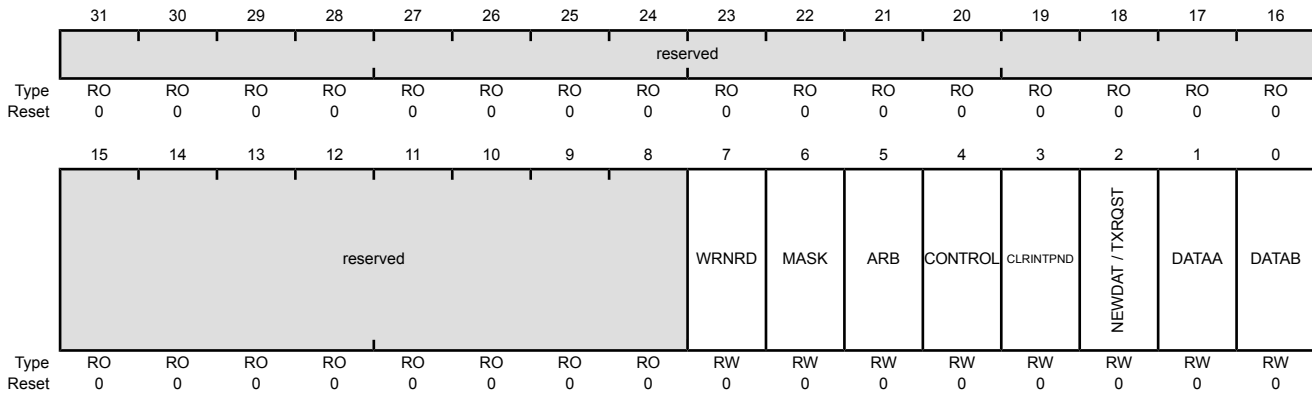 31 30 29 28 27 26 25 24 23 22 21 20 19 18 17 16
reserved
Type RO RO RO RO RO RO RO RO RO RO RO RO RO RO RO RO
Reset 0 0 0 0 0 0 0 0 0 0 0 0 0 0 0 0
15 14 13 12 11 10 9 8 7 6 5 4 3 2 1 0
reserved WRNRD MASK ARB CONTROL CLRINTPND NEWDAT / TXRQST DATAA DATAB
Type RO RO RO RO RO RO RO RO RW RW RW RW RW RW RW RW
Reset 0 0 0 0 0 0 0 0 0 0 0 0 0 0 0 0